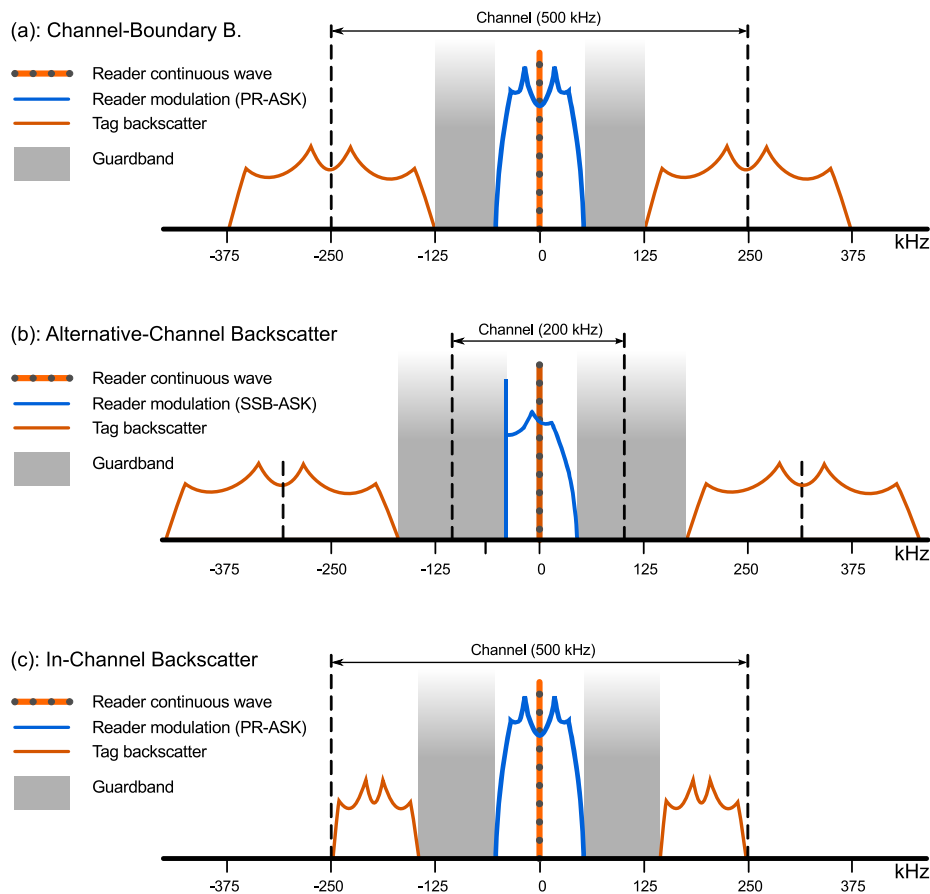 (a): Channel-Boundary B.
Channel (500 kHz)
Reader continuous wave
Reader modulation (PR-ASK)
Tag backscatter
Guardband
kHz
-375 -250 -125 0 125 250 375
(b): Alternative-Channel Backscatter
Channel (200 kHz)
Reader continuous wave
Reader modulation (SSB-ASK)
Tag backscatter
Guardband
kHz
-375 -250 -125 0 125 250 375
(c): In-Channel Backscatter
Channel (500 kHz)
Reader continuous wave
Reader modulation (PR-ASK)
Tag backscatter
Guardband
kHz
-375 -250 -125 0 125 250 375